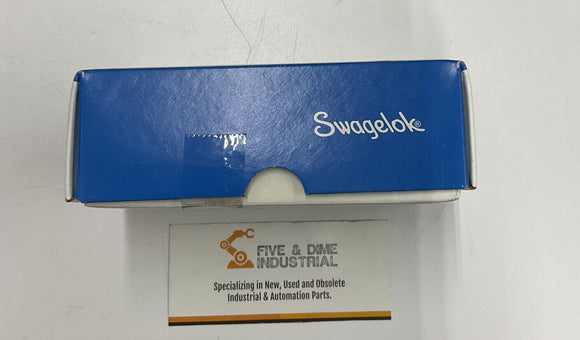 Swagelok®
FIVE & DIME
INDUSTRIAL
Specializing in New, Used and Obsolete
Industrial & Automation Parts.